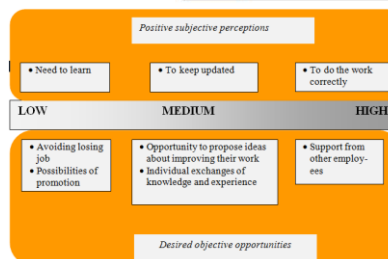 Positive subjective perceptions
• Need to learn
• To keep updated
• To do the work
correctly
LOW MEDIUM HIGH
• Avoiding losing
job
• Possibilities of
promotion
• Opportunity to propose ideas
about improving their work
• Individual exchanges of
knowledge and experience
• Support from
other employ-
ees
Desired objective opportunities